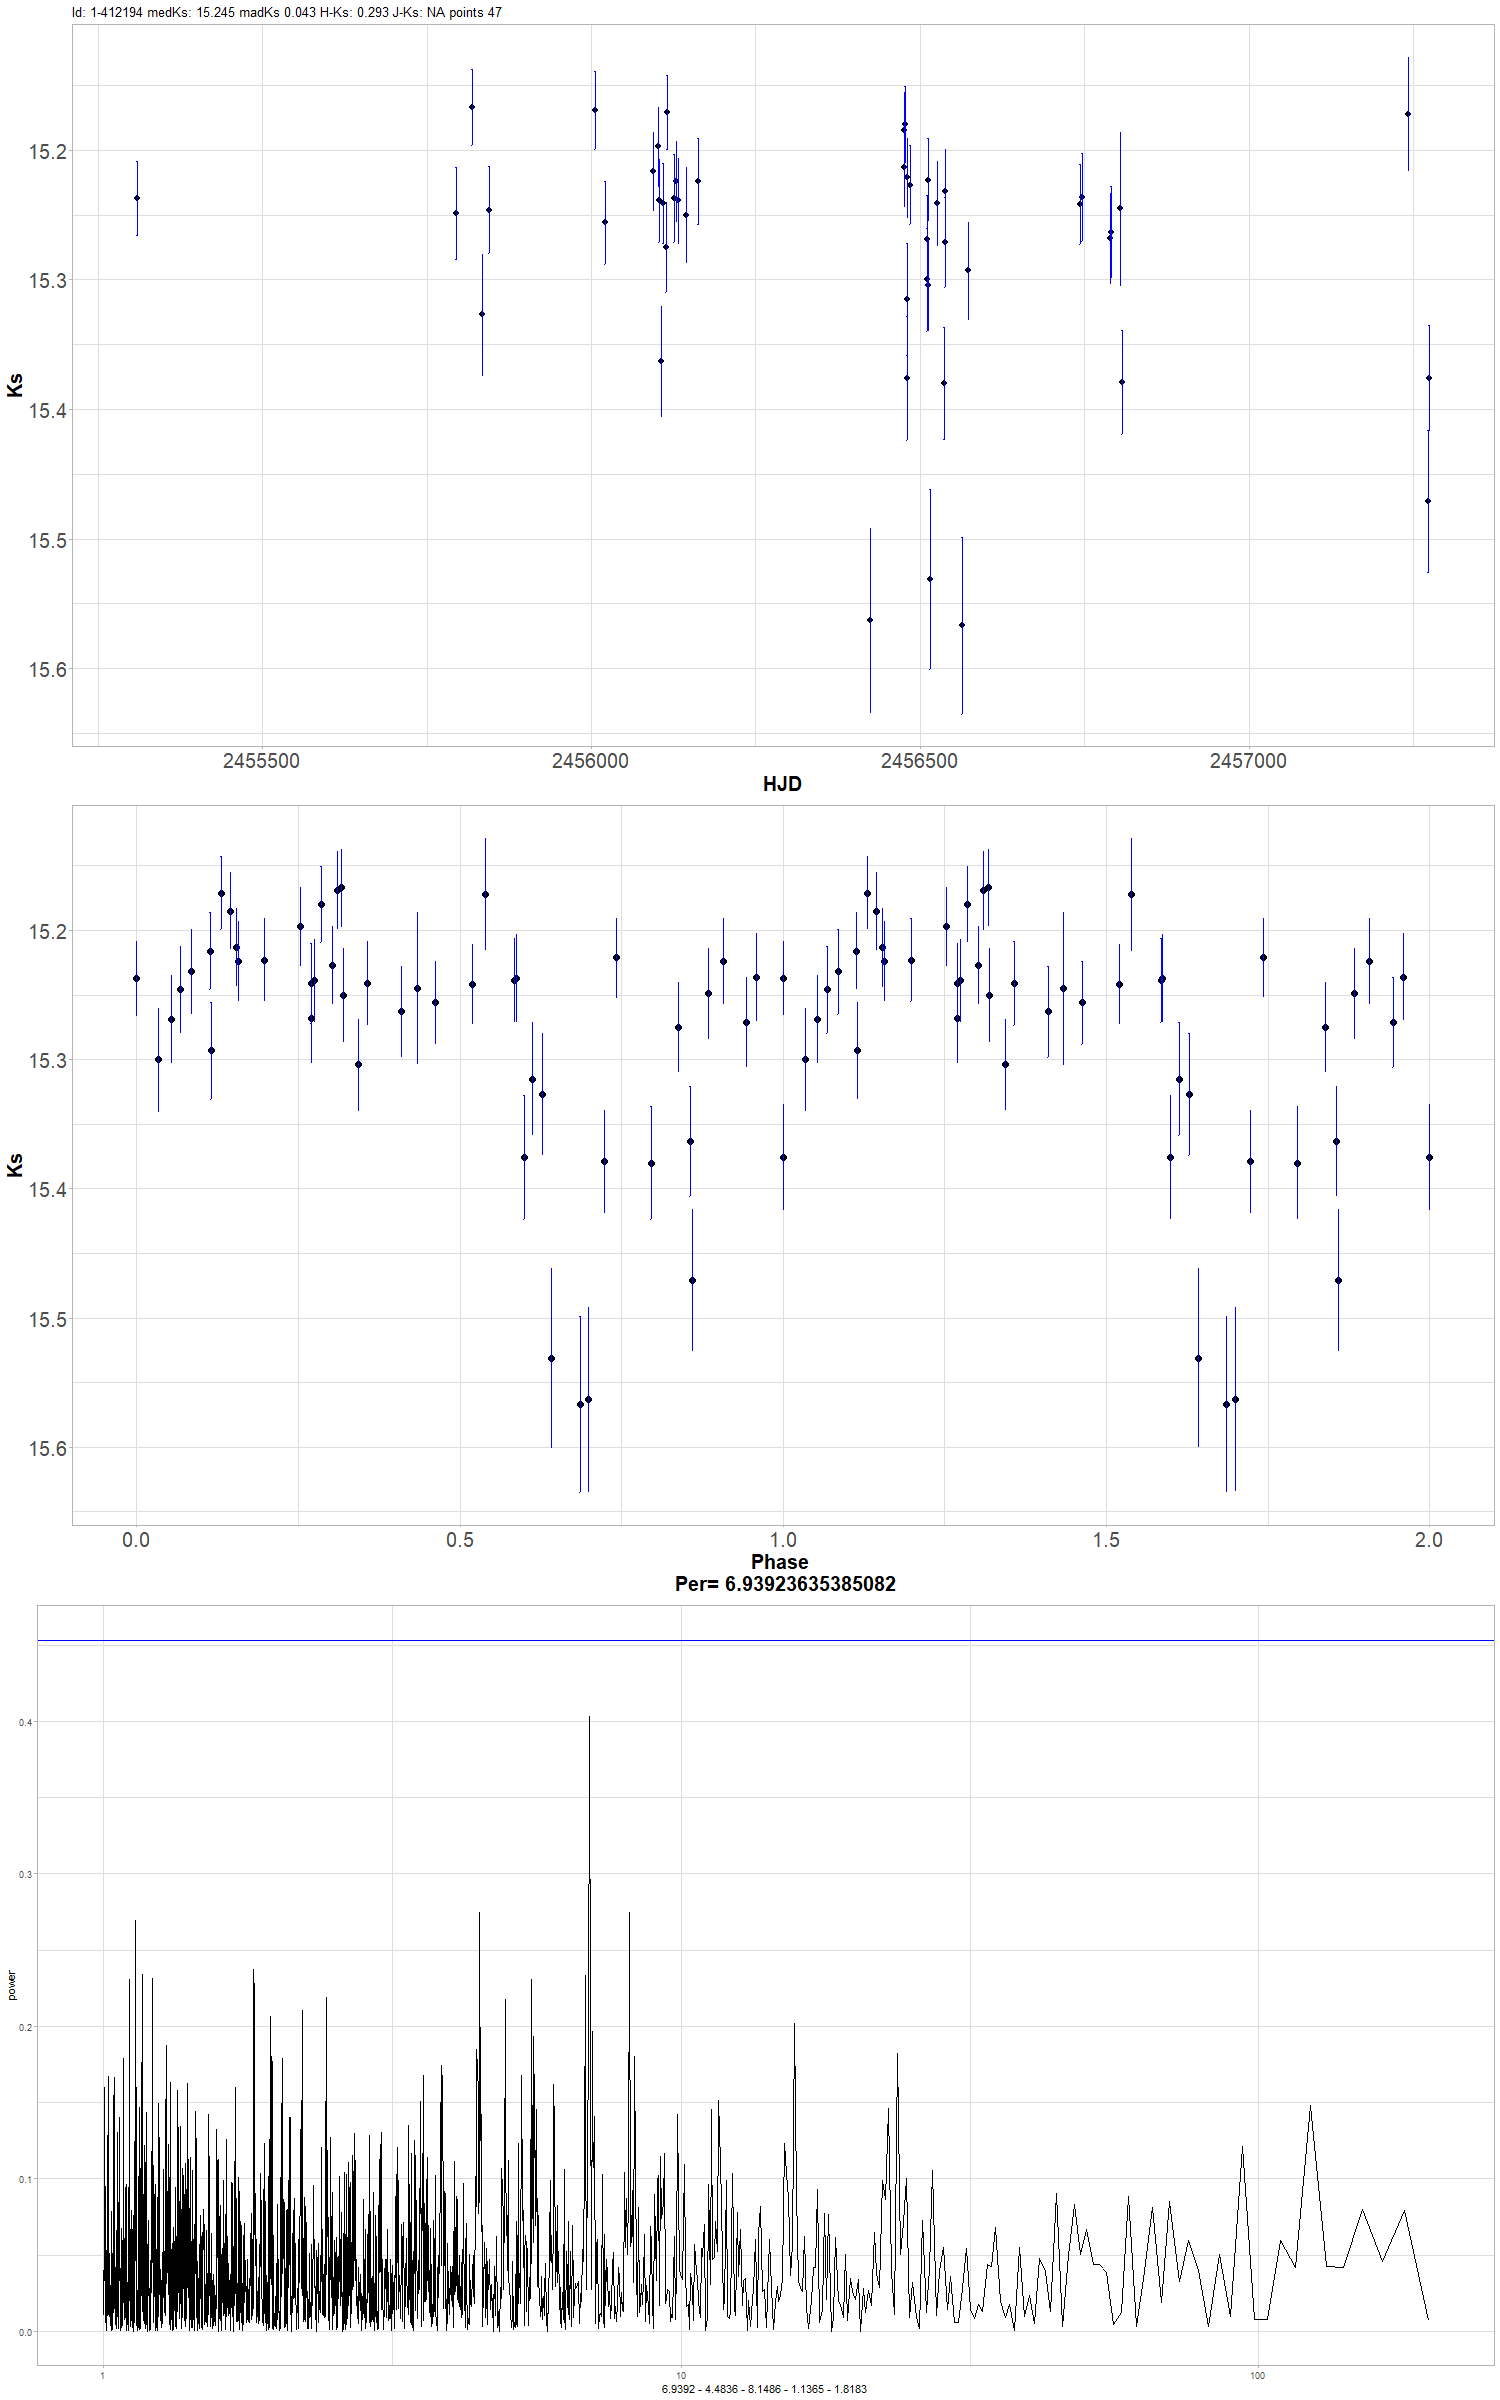 Id: 1-412194 medKs: 15.245 madKs 0.043 H-Ks: 0.293 J-Ks: NA points 47
15.2
15.3
15.4
15.5
15.6
Ks
2455500 2456000 2456500 2457000
HJD
15.2
15.3
15.4
15.5
15.6
Ks
0.0 0.5 1.0 1.5 2.0
Phase
Per= 6.93923635385082
0.4
0.3
0.2
0.1
0.0
power
1 10 100
6.9392 - 4.4836 - 8.1486 - 1.1365 - 1.8183